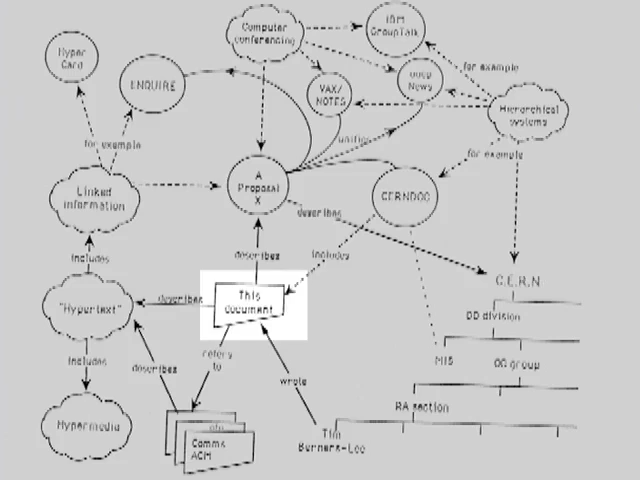 Computer
conferencing
IBM
GroupTalk
Hyper
Card
ENQUIRE
VAX/
NOTES
uucp
News
for example
Hierarchical
systems
unifies
for example
for example
A
Proposal
X
CERNDOC
Linked
information
describes
includes
describes
includes
C.E.R.N
This
document
describes
"Hypertext"
DD division
refers
to
includes
describes
MIS
OC group
wrote
RA section
Hypermedia
etc
Comms
ACM
Tim
Berners-Lee